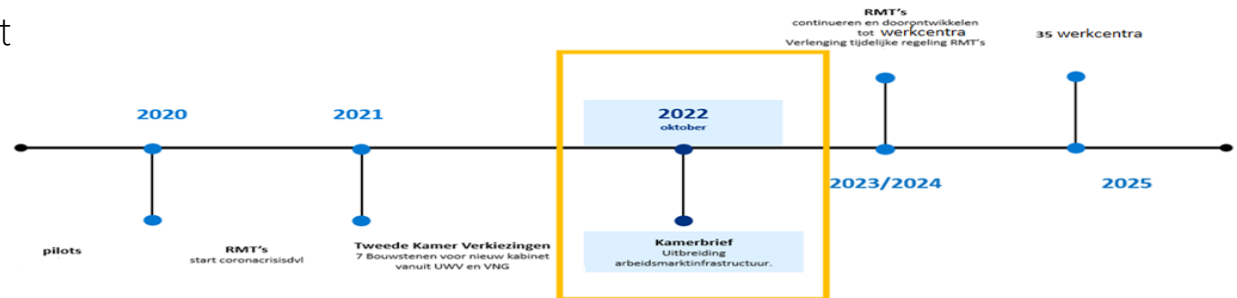 t
RMT's
continueren en doorontwikkelen
tot werkcentra
Verlenging tijdelijke regeling RMT's
35 werkcentra
2020
2021
2022
oktober
2023/2024
2025
pilots
RMT's
start coronacrisisdvl
Tweede Kamer Verkiezingen
7 Bouwstenen voor nieuw kabinet
vanuit UWV en VNG
Kamerbrief
Uitbreiding
arbeidsmarktinfrastructuur.